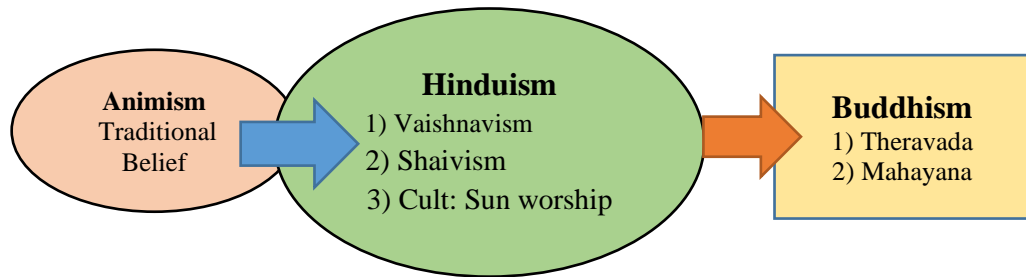 Animism
Traditional
Belief
Hinduism
1) Vaishnavism
2) Shaivism
3) Cult: Sun worship
Buddhism
1) Theravada
2) Mahayana